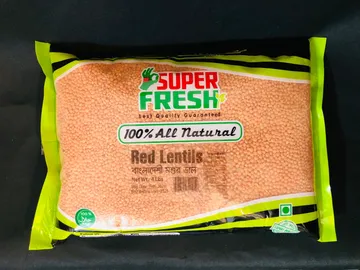 SUPER
FRESH
Best Quality Guaranteed
100% All Natural
Red Lentils
বাংলাদেশী মসুর ডাল